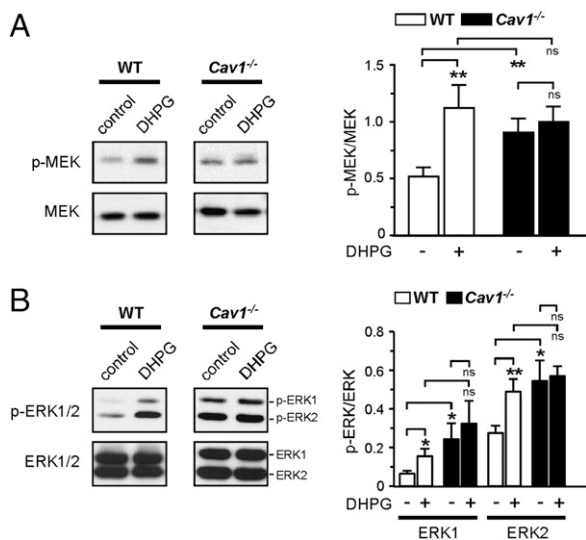 A
WT
Cav1-/-
control
DHPG
control
DHPG
p-MEK
MEK
WT
Cav1-/-
ns
**
**
ns
p-MEK/MEK
1.5
1.0
0.5
0
DHPG
- + - +
B
WT
Cav1-/-
control
DHPG
control
DHPG
p-ERK1/2
p-ERK1
p-ERK2
ERK1/2
ERK1
ERK2
WT
Cav1-/-
p-ERK/ERK
0.8
0.6
0.4
0.2
0
ns
ns
*
**
ns
ns
*
*
DHPG
- + - + - + - +
ERK1
ERK2